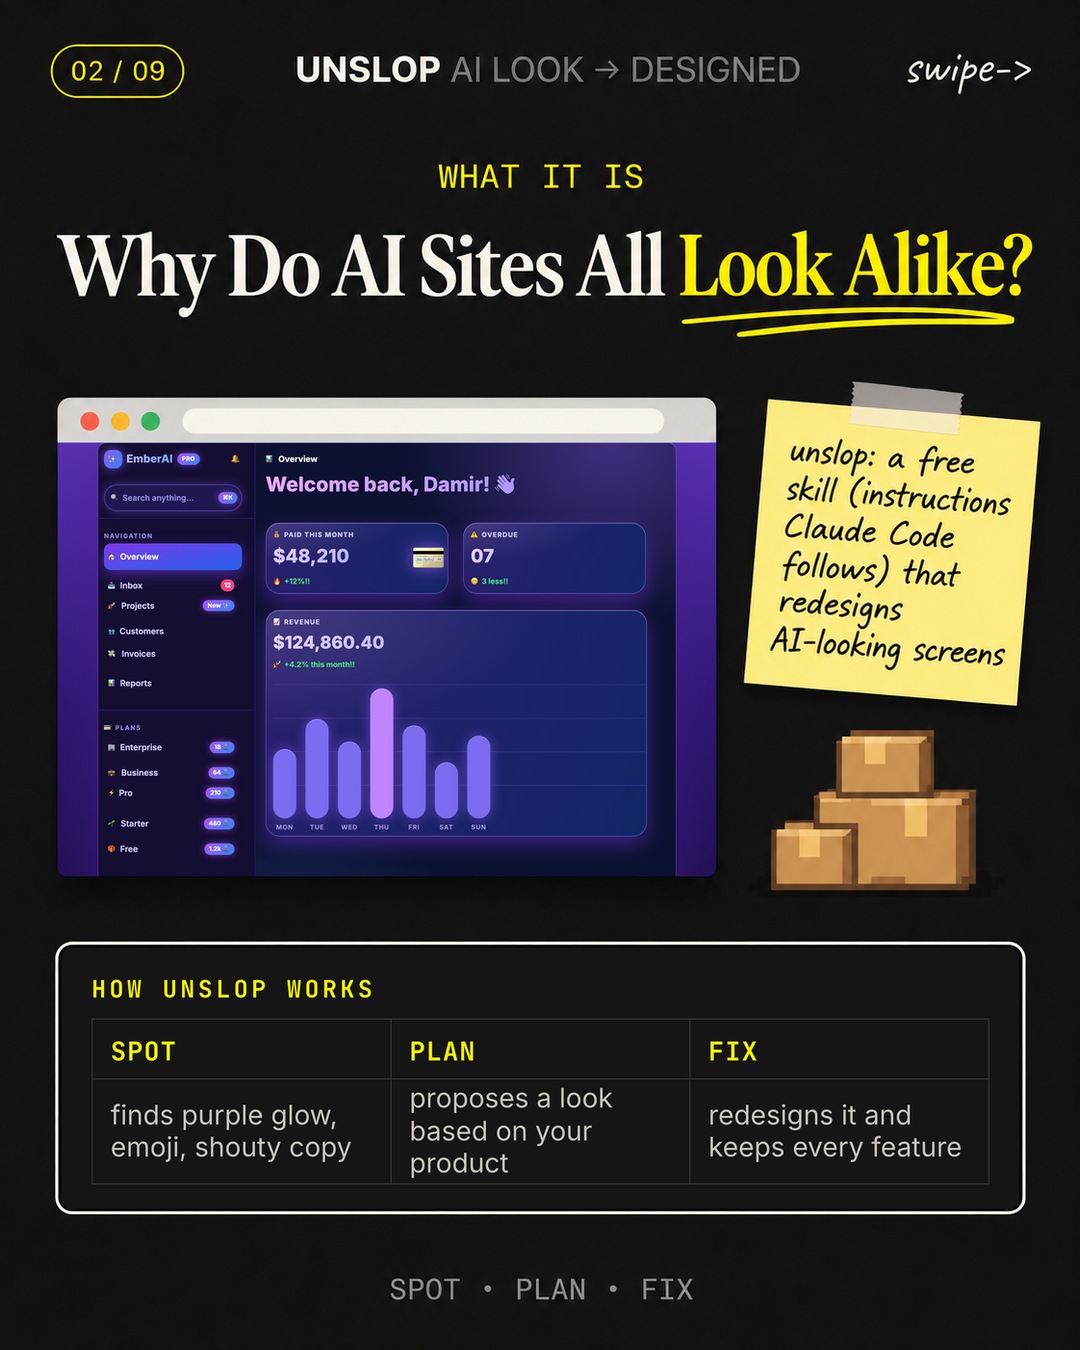 02 / 09
UNSLOP AI LOOK → DESIGNED
swipe->
WHAT IT IS
Why Do AI Sites All Look Alike?
EmberAI PRO
Search anything... ⌘K
NAVIGATION
Overview
Inbox 12
Projects New
Customers
Invoices
Reports
PLANS
Enterprise 18
Business 64
Pro 210
Starter 480
Free 1.2k
Overview
Welcome back, Damir! 👋
PAID THIS MONTH
$48,210
+12%!!
OVERDUE
07
3 less!!
REVENUE
$124,860.40
+4.2% this month!!
MON TUE WED THU FRI SAT SUN
unslop: a free
skill (instructions
Claude Code
follows) that
redesigns
AI-looking screens
HOW UNSLOP WORKS
SPOT
finds purple glow,
emoji, shouty copy
PLAN
proposes a look
based on your
product
FIX
redesigns it and
keeps every feature
SPOT • PLAN • FIX